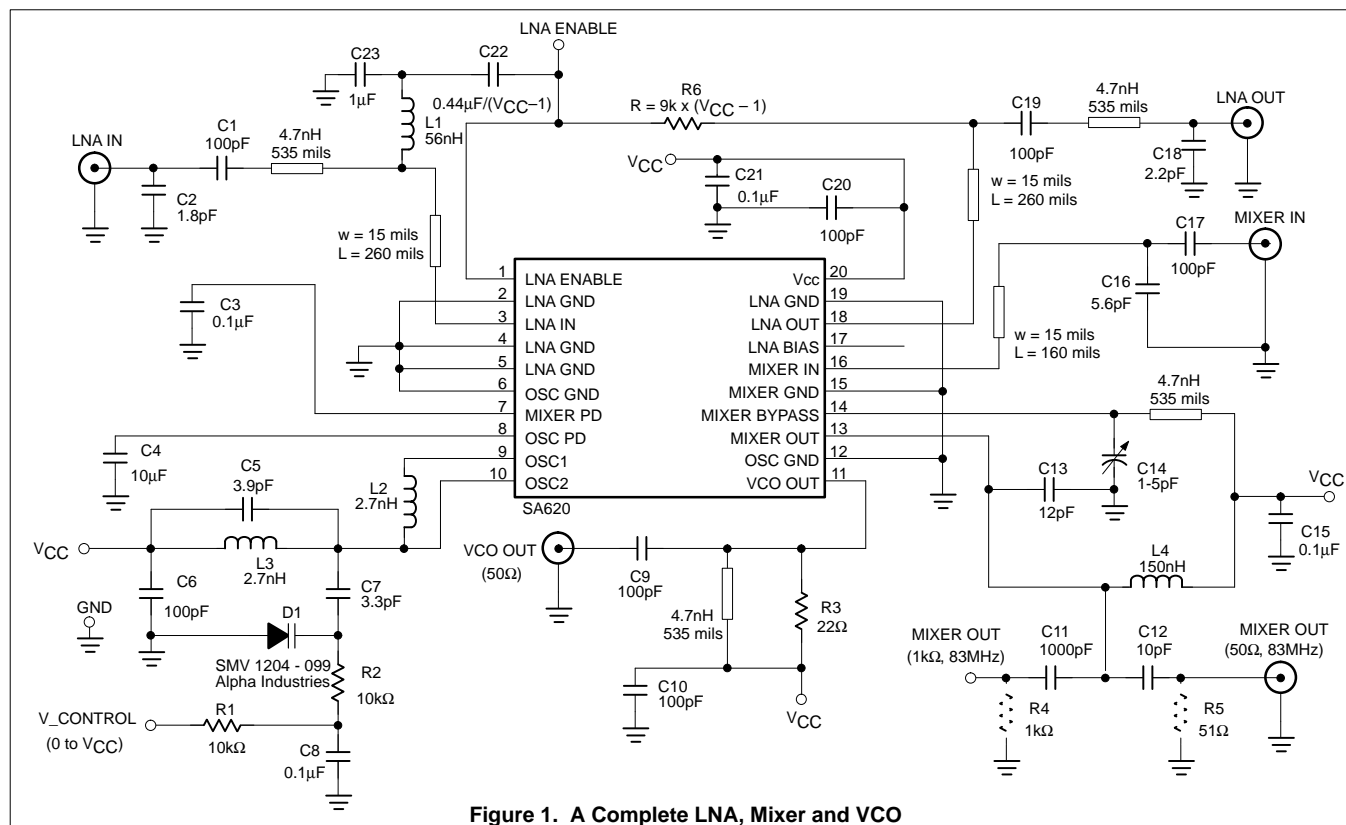 LNA ENABLE
C23
1µF
C22
0.44µF/(VCC–1)
L1
56nH
R6
R = 9k x (VCC – 1)
C19
100pF
4.7nH
535 mils
LNA OUT
C18
2.2pF
LNA IN
C1
100pF
4.7nH
535 mils
C2
1.8pF
VCC
C21
0.1µF
C20
100pF
w = 15 mils
L = 260 mils
MIXER IN
C17
100pF
C16
5.6pF
w = 15 mils
L = 260 mils
w = 15 mils
L = 160 mils
C3
0.1µF
1 LNA ENABLE
2 LNA GND
3 LNA IN
4 LNA GND
5 LNA GND
6 OSC GND
7 MIXER PD
8 OSC PD
9 OSC1
10 OSC2
Vcc 20
LNA GND 19
LNA OUT 18
LNA BIAS 17
MIXER IN 16
MIXER GND 15
MIXER BYPASS 14
MIXER OUT 13
OSC GND 12
VCO OUT 11
SA620
4.7nH
535 mils
C4
10µF
C5
3.9pF
L2
2.7nH
C13
12pF
C14
1-5pF
VCC
C15
0.1µF
VCC
L3
2.7nH
VCO OUT
(50Ω)
C9
100pF
L4
150nH
C6
100pF
C7
3.3pF
GND
D1
SMV 1204 - 099
Alpha Industries
4.7nH
535 mils
R3
22Ω
MIXER OUT
(1kΩ, 83MHz)
C11
1000pF
C12
10pF
MIXER OUT
(50Ω, 83MHz)
R2
10kΩ
C10
100pF
VCC
R4
1kΩ
R5
51Ω
V_CONTROL
(0 to VCC)
R1
10kΩ
C8
0.1µF
Figure 1. A Complete LNA, Mixer and VCO